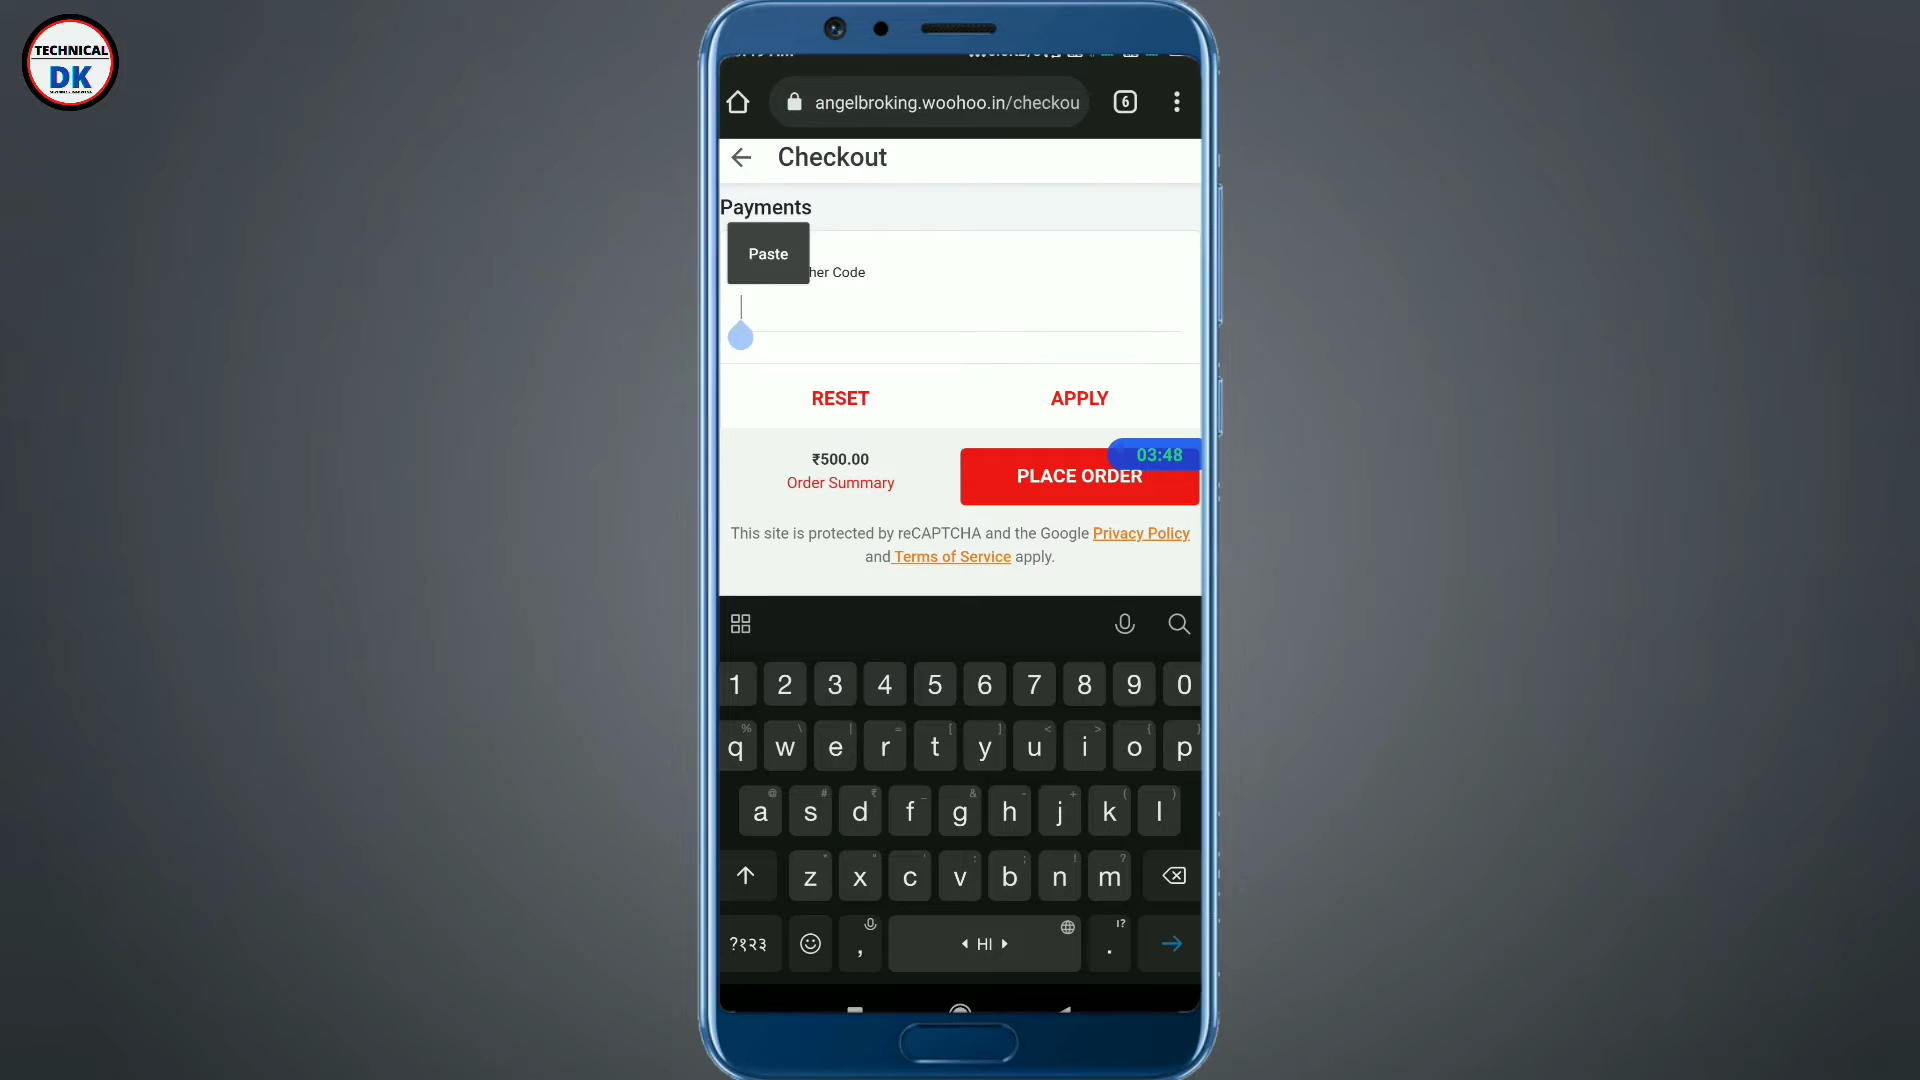 TECHNICAL
DK
angelbroking.woohoo.in/checkou
6
Checkout
Payments
Paste
her Code
RESET
APPLY
03:48
₹500.00
PLACE ORDER
Order Summary
This site is protected by reCAPTCHA and the Google Privacy Policy
and Terms of Service apply.
1 2 3 4 5 6 7 8 9 0
% \ | = [ ] < > { }
q w e r t y u i o p
@ # ₹ _ & - + ( )
a s d f g h j k l
* " ' : ; ! ?
z x c v b n m
!?
?१२३ , HI .